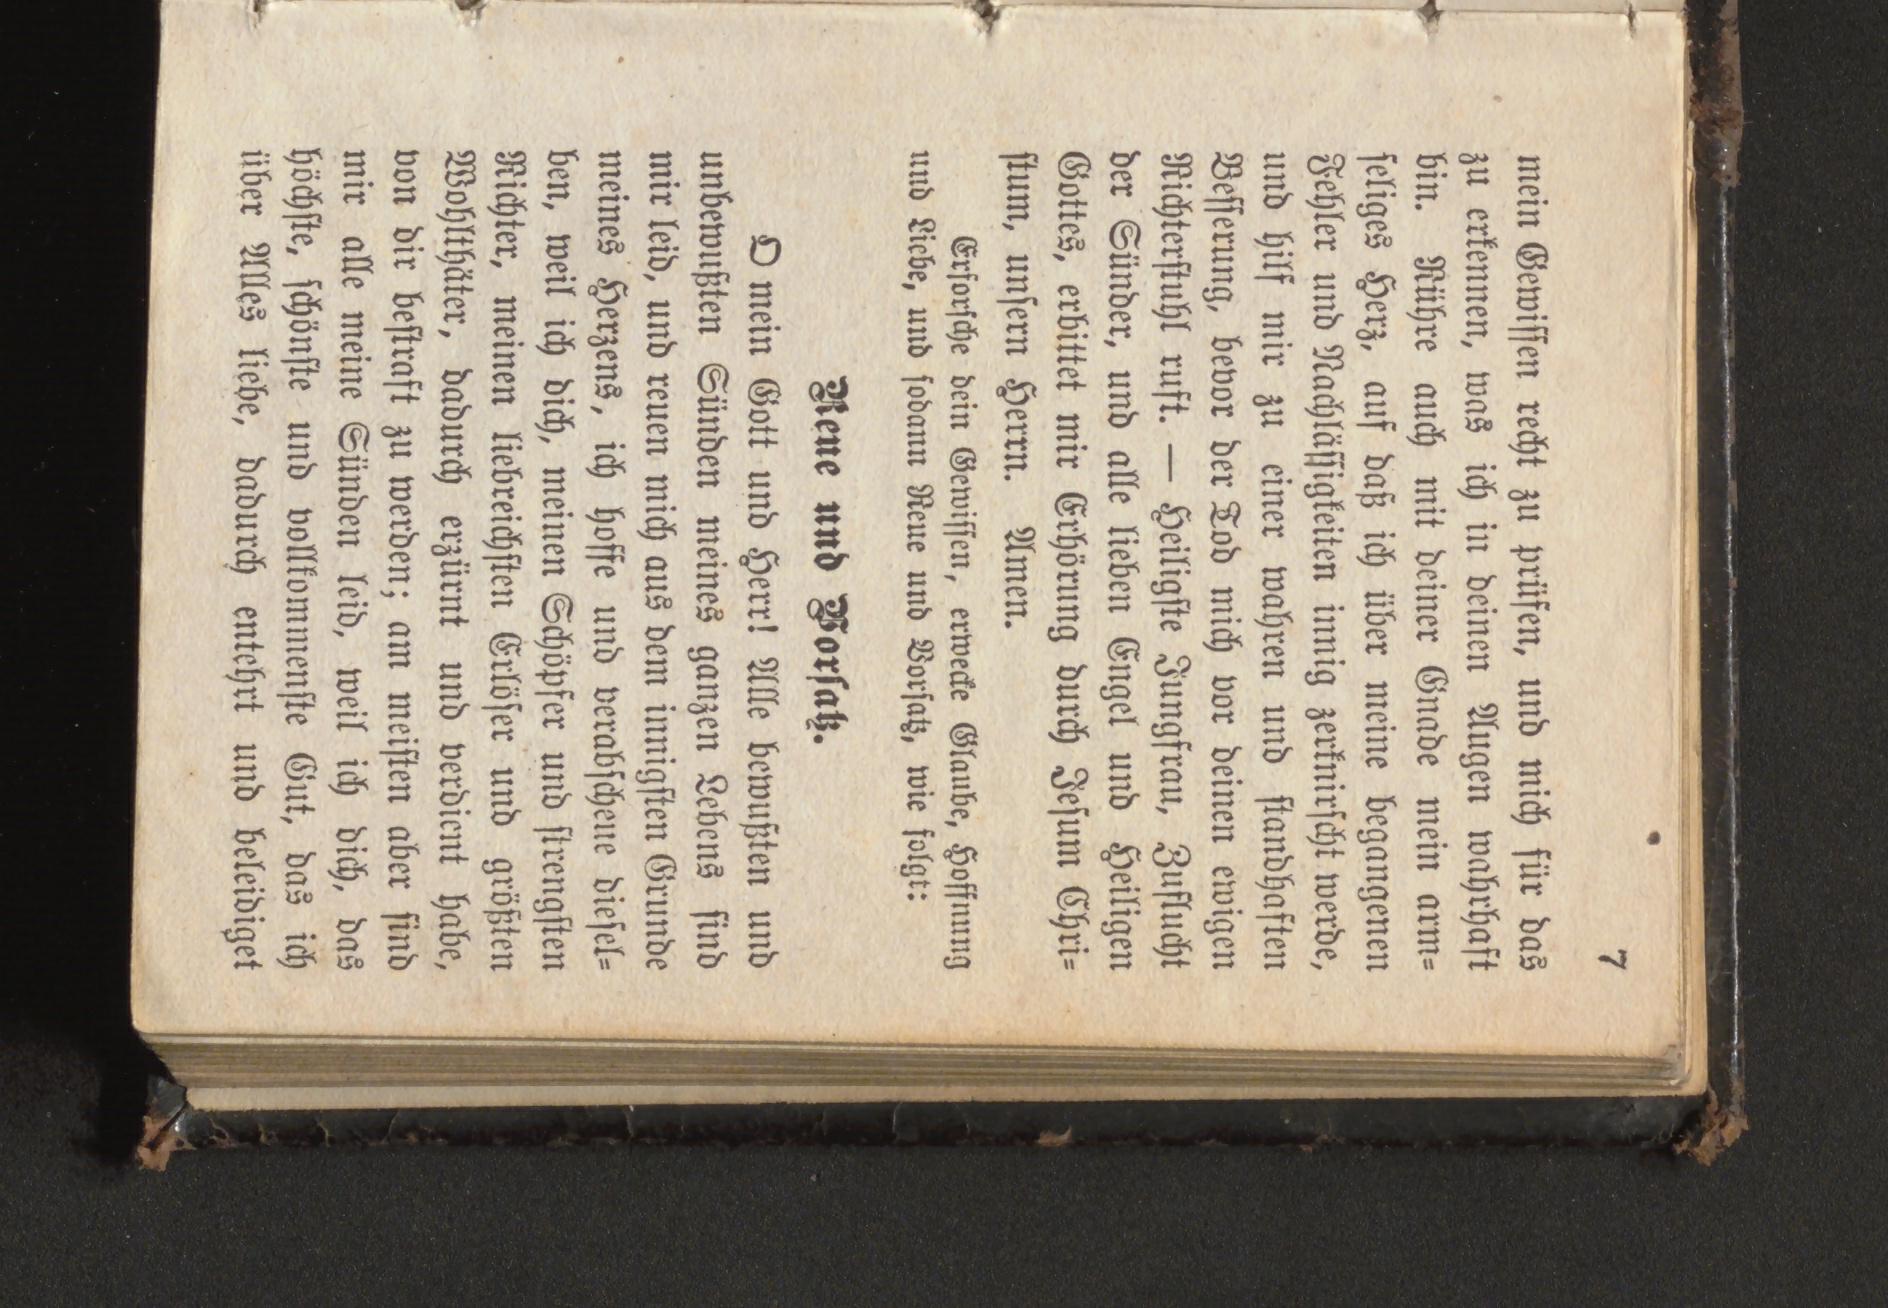 7
mein Gewissen recht zu prüfen, und mich für das
zu erkennen, was ich in deinen Augen wahrhaft
bin. Rühre auch mit deiner Gnade mein arm-
seliges Herz, auf daß ich über meine begangenen
Fehler und Nachläßigkeiten innig zerknirscht werde,
und hilf mir zu einer wahren und standhaften
Besserung, bevor der Tod mich vor deinen ewigen
Richterstuhl ruft. — Heiligste Jungfrau, Zuflucht
der Sünder, und alle lieben Engel und Heiligen
Gottes, erbittet mir Erhörung durch Jesum Chri-
stum, unsern Herrn. Amen.
Erforsche dein Gewissen, erwecke Glaube, Hoffnung
und Liebe, und sodann Reue und Vorsatz, wie folgt:
Reue und Vorsatz.
O mein Gott und Herr! Alle bewußten und
unbewußten Sünden meines ganzen Lebens sind
mir leid, und reuen mich aus dem innigsten Grunde
meines Herzens, ich hoffe und verabscheue diesel-
ben, weil ich dich, meinen Schöpfer und strengsten
Richter, meinen liebreichsten Erlöser und größten
Wohlthäter, dadurch erzürnt und verdient habe,
von dir bestraft zu werden; am meisten aber sind
mir alle meine Sünden leid, weil ich dich, das
höchste, schönste und vollkommenste Gut, das ich
über Alles liebe, dadurch entehrt und beleidiget